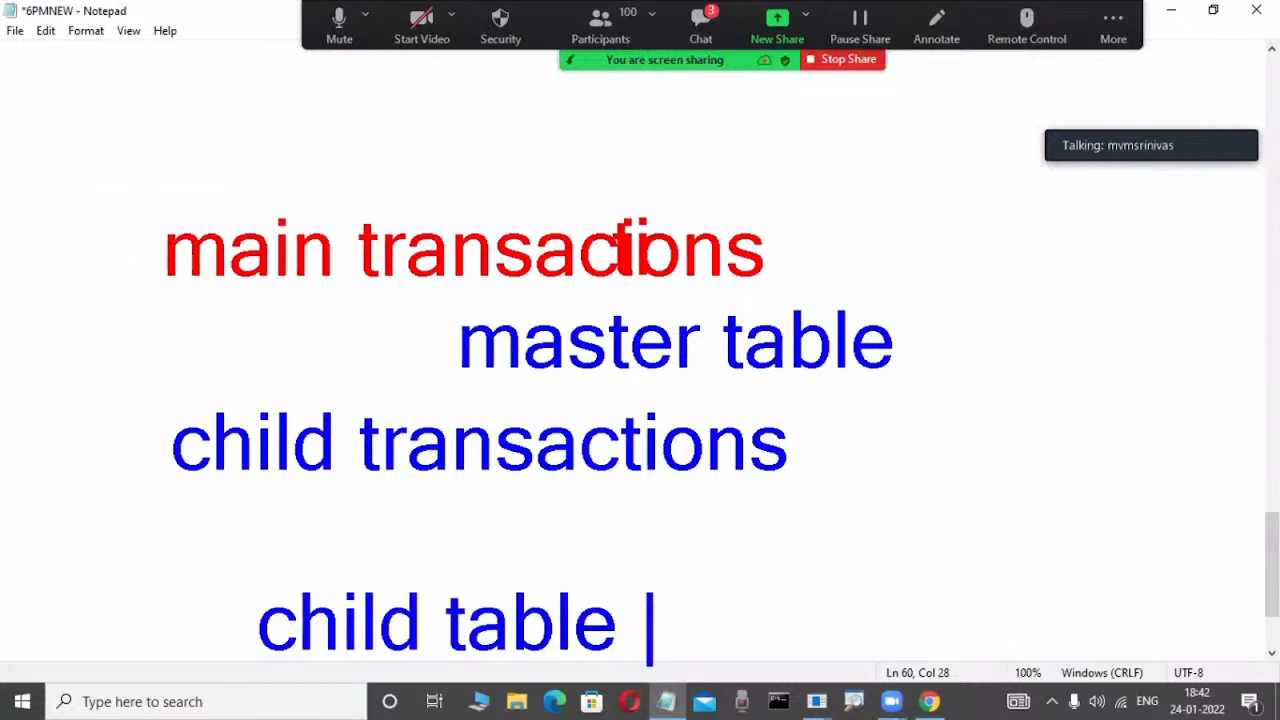 *6PMNEW - Notepad
File Edit Format View Help
Mute Start Video Security Participants 100 Chat 3 New Share Pause Share Annotate Remote Control More
You are screen sharing Stop Share
Talking: mvmsrinivas
main transactions
master table
child transactions
child table
Ln 60, Col 28 100% Windows (CRLF) UTF-8
Type here to search ENG 18:42
24-01-2022 1